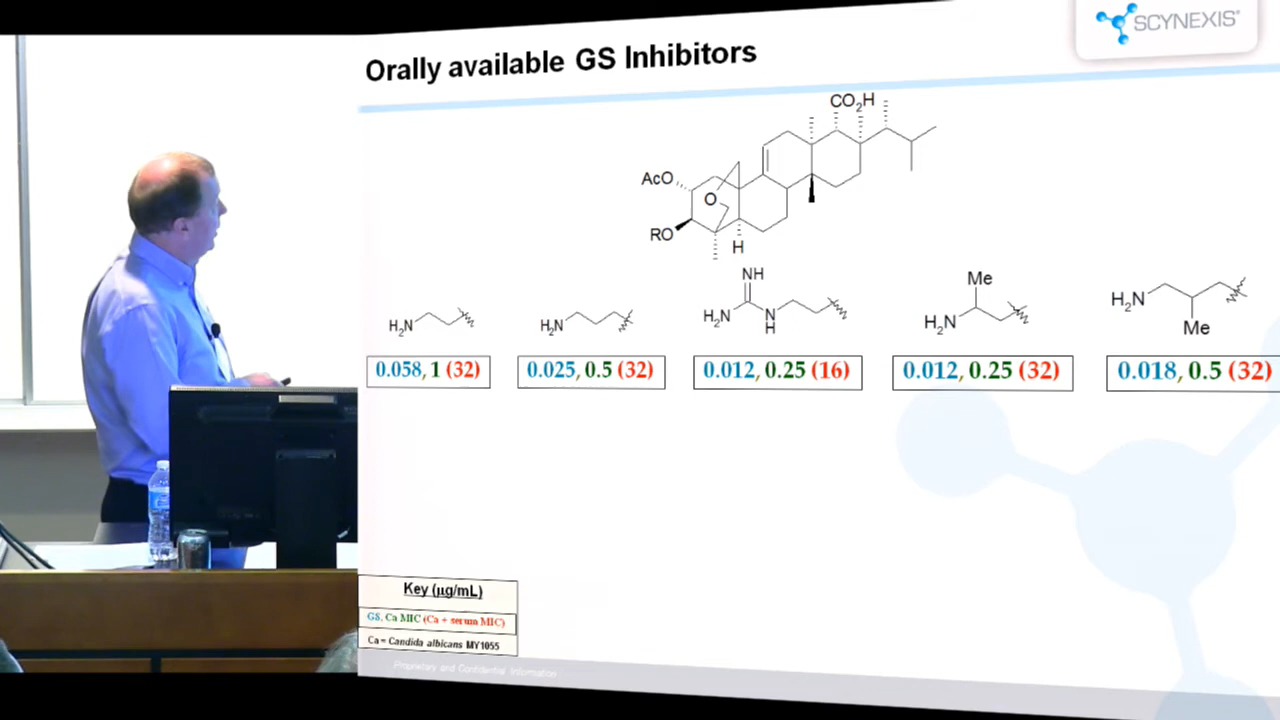 SCYNEXIS®
Orally available GS Inhibitors
CO₂H
AcO
O
RO
H
H₂N
0.058, 1 (32)
H₂N
0.025, 0.5 (32)
NH
H₂N
N
H
0.012, 0.25 (16)
Me
H₂N
0.012, 0.25 (32)
H₂N
Me
0.018, 0.5 (32)
Key (µg/mL)
GS, Ca MIC (Ca + serum MIC)
Ca = Candida albicans MY1055
Proprietary and Confidential Information